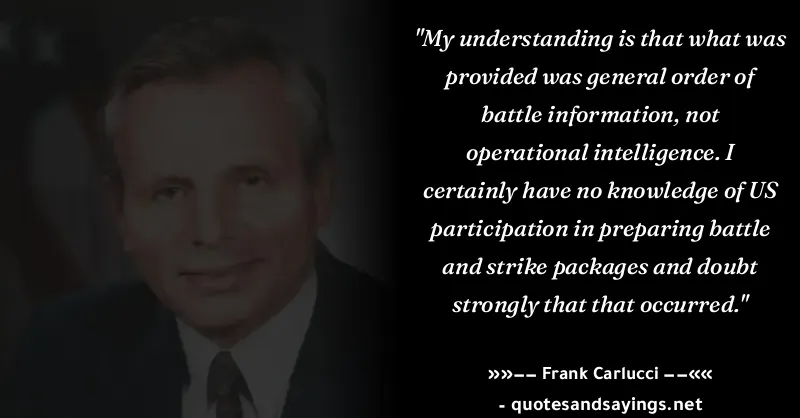 "My understanding is that what was
provided was general order of
battle information, not
operational intelligence. I
certainly have no knowledge of US
participation in preparing battle
and strike packages and doubt
strongly that that occurred."
»»–– Frank Carlucci ––««
- quotesandsayings.net